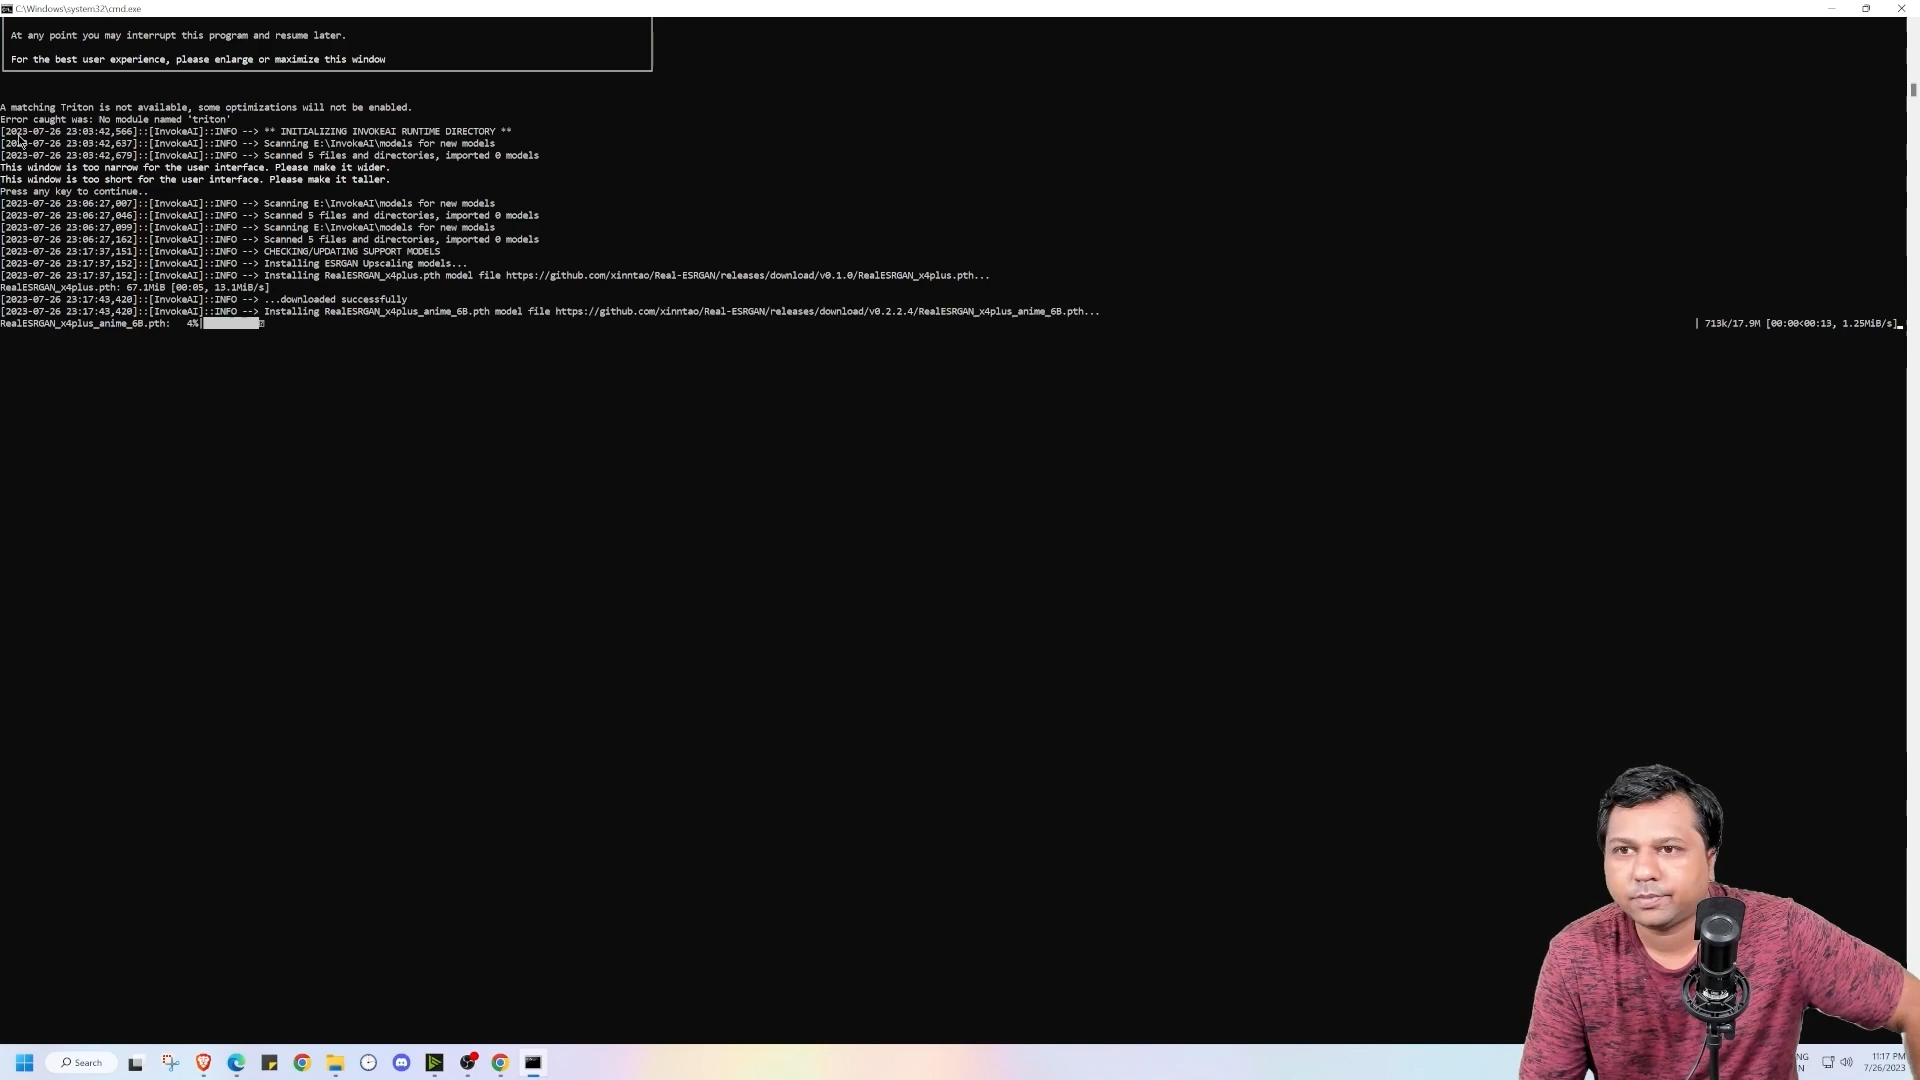 C:\Windows\system32\cmd.exe
At any point you may interrupt this program and resume later.
For the best user experience, please enlarge or maximize this window
A matching Triton is not available, some optimizations will not be enabled.
Error caught was: No module named 'triton'
[2023-07-26 23:03:42,566]::[InvokeAI]::INFO --> ** INITIALIZING INVOKEAI RUNTIME DIRECTORY **
[2023-07-26 23:03:42,637]::[InvokeAI]::INFO --> Scanning E:\InvokeAI\models for new models
[2023-07-26 23:03:42,679]::[InvokeAI]::INFO --> Scanned 5 files and directories, imported 0 models
This window is too narrow for the user interface. Please make it wider.
This window is too short for the user interface. Please make it taller.
Press any key to continue..
[2023-07-26 23:06:27,007]::[InvokeAI]::INFO --> Scanning E:\InvokeAI\models for new models
[2023-07-26 23:06:27,046]::[InvokeAI]::INFO --> Scanned 5 files and directories, imported 0 models
[2023-07-26 23:06:27,099]::[InvokeAI]::INFO --> Scanning E:\InvokeAI\models for new models
[2023-07-26 23:06:27,162]::[InvokeAI]::INFO --> Scanned 5 files and directories, imported 0 models
[2023-07-26 23:17:37,151]::[InvokeAI]::INFO --> CHECKING/UPDATING SUPPORT MODELS
[2023-07-26 23:17:37,152]::[InvokeAI]::INFO --> Installing ESRGAN Upscaling models...
[2023-07-26 23:17:37,152]::[InvokeAI]::INFO --> Installing RealESRGAN_x4plus.pth model file https://github.com/xinntao/Real-ESRGAN/releases/download/v0.1.0/RealESRGAN_x4plus.pth...
RealESRGAN_x4plus.pth: 67.1MiB [00:05, 13.1MiB/s]
[2023-07-26 23:17:43,420]::[InvokeAI]::INFO --> ...downloaded successfully
[2023-07-26 23:17:43,420]::[InvokeAI]::INFO --> Installing RealESRGAN_x4plus_anime_6B.pth model file https://github.com/xinntao/Real-ESRGAN/releases/download/v0.2.2.4/RealESRGAN_x4plus_anime_6B.pth...
RealESRGAN_x4plus_anime_6B.pth: 4%| | 713k/17.9M [00:00<00:13, 1.25MiB/s]
Search
11:17 PM
7/26/2023